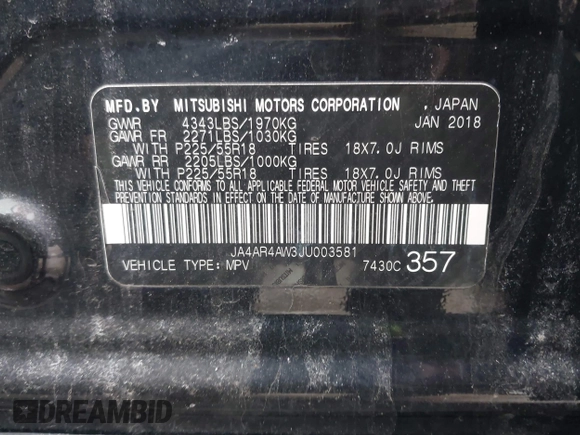 MFD.BY MITSUBISHI MOTORS CORPORATION , JAPAN
GVWR 4343LBS/1970KG JAN 2018
GAWR FR 2271LBS/1030KG
WITH P225/55R18 TIRES 18X7.0J RIMS
GAWR RR 2205LBS/1000KG
WITH P225/55R18 TIRES 18X7.0J RIMS
THIS VEHICLE CONFORMS TO ALL APPLICABLE FEDERAL MOTOR VEHICLE SAFETY AND THEFT
PREVENTION STANDARDS IN EFFECT ON THE DATE OF MANUFACTURE SHOWN ABOVE.
JA4AR4AW3JU003581
VEHICLE TYPE: MPV 7430C 357
DREAMBID